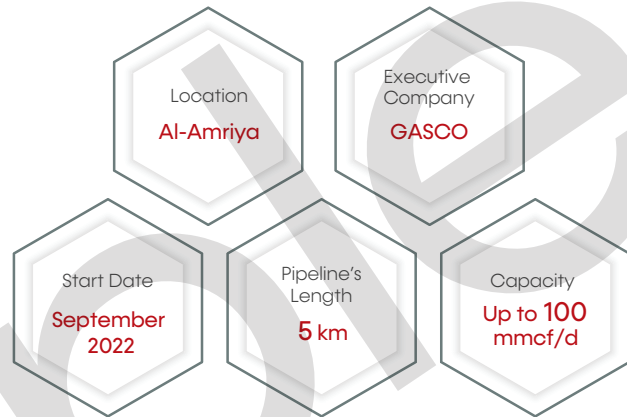 Location
Al-Amriya
Executive
Company
GASCO
Start Date
September
2022
Pipeline's
Length
5 km
Capacity
Up to 100
mmcf/d